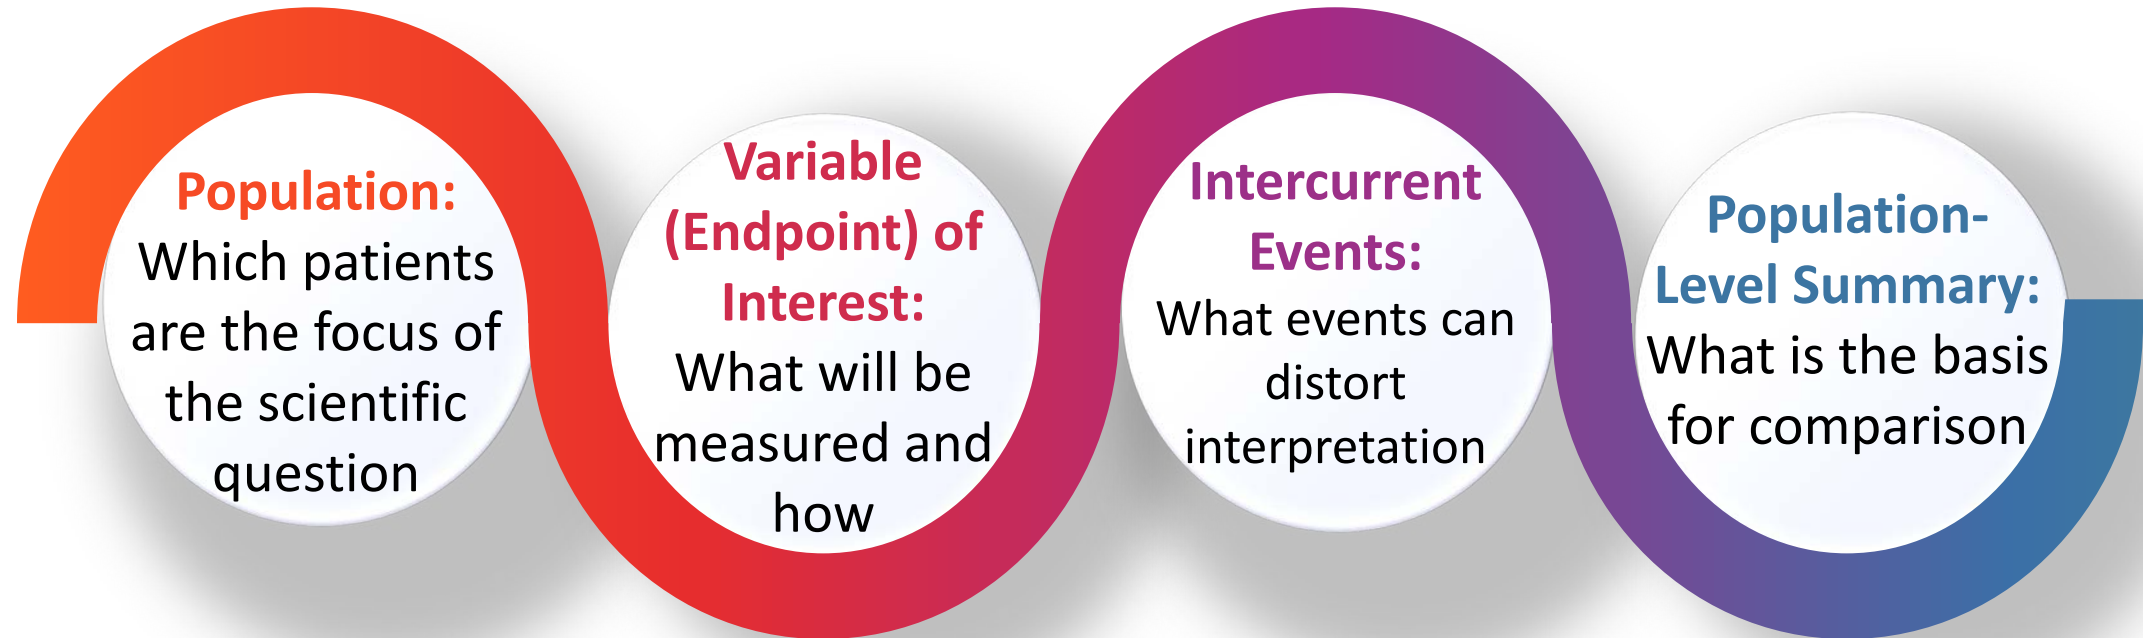 Population:
Which patients
are the focus of
the scientific
question
Variable
(Endpoint) of
Interest:
What will be
measured and
how
Intercurrent
Events:
What events can
distort
interpretation
Population-
Level Summary:
What is the basis
for comparison